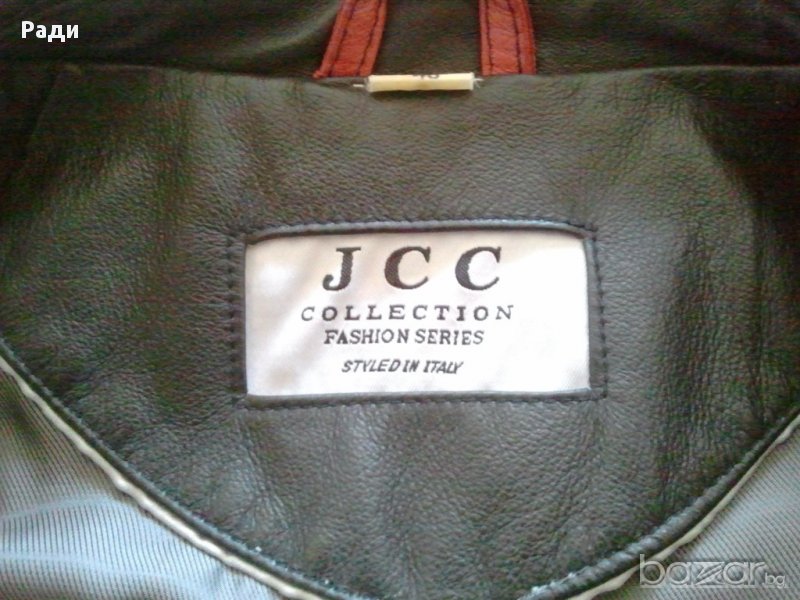 Ради
JCC
COLLECTION
FASHION SERIES
STYLED IN ITALY
bazar.bg